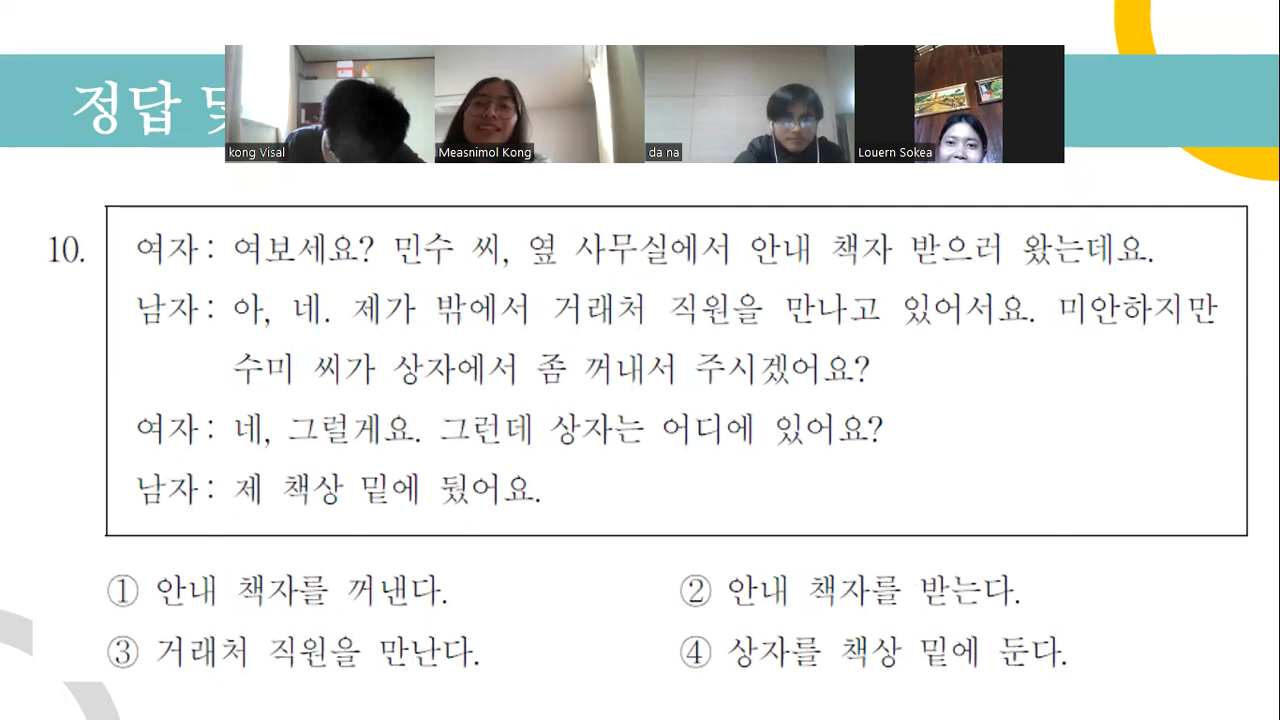 정답 및
kong Visal
Measnimol Kong
da na
Louern Sokea
10.
여자: 여보세요? 민수 씨, 옆 사무실에서 안내 책자 받으러 왔는데요.
남자: 아, 네. 제가 밖에서 거래처 직원을 만나고 있어서요. 미안하지만
수미 씨가 상자에서 좀 꺼내서 주시겠어요?
여자: 네, 그럴게요. 그런데 상자는 어디에 있어요?
남자: 제 책상 밑에 뒀어요.
① 안내 책자를 꺼낸다.
② 안내 책자를 받는다.
③ 거래처 직원을 만난다.
④ 상자를 책상 밑에 둔다.